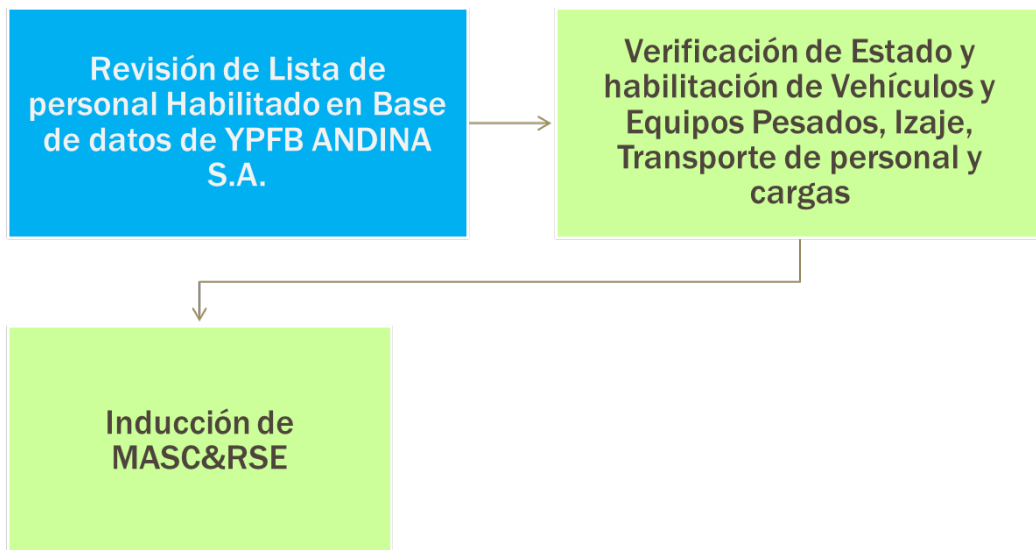 Revisión de Lista de
personal Habilitado en Base
de datos de YPFB ANDINA
S.A.
Verificación de Estado y
habilitación de Vehículos y
Equipos Pesados, Izaje,
Transporte de personal y
cargas
Inducción de
MASC&RSE